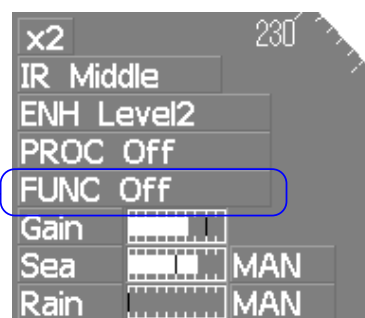 x2 230
IR Middle
ENH Level2
PROC Off
FUNC Off
Gain
Sea MAN
Rain MAN